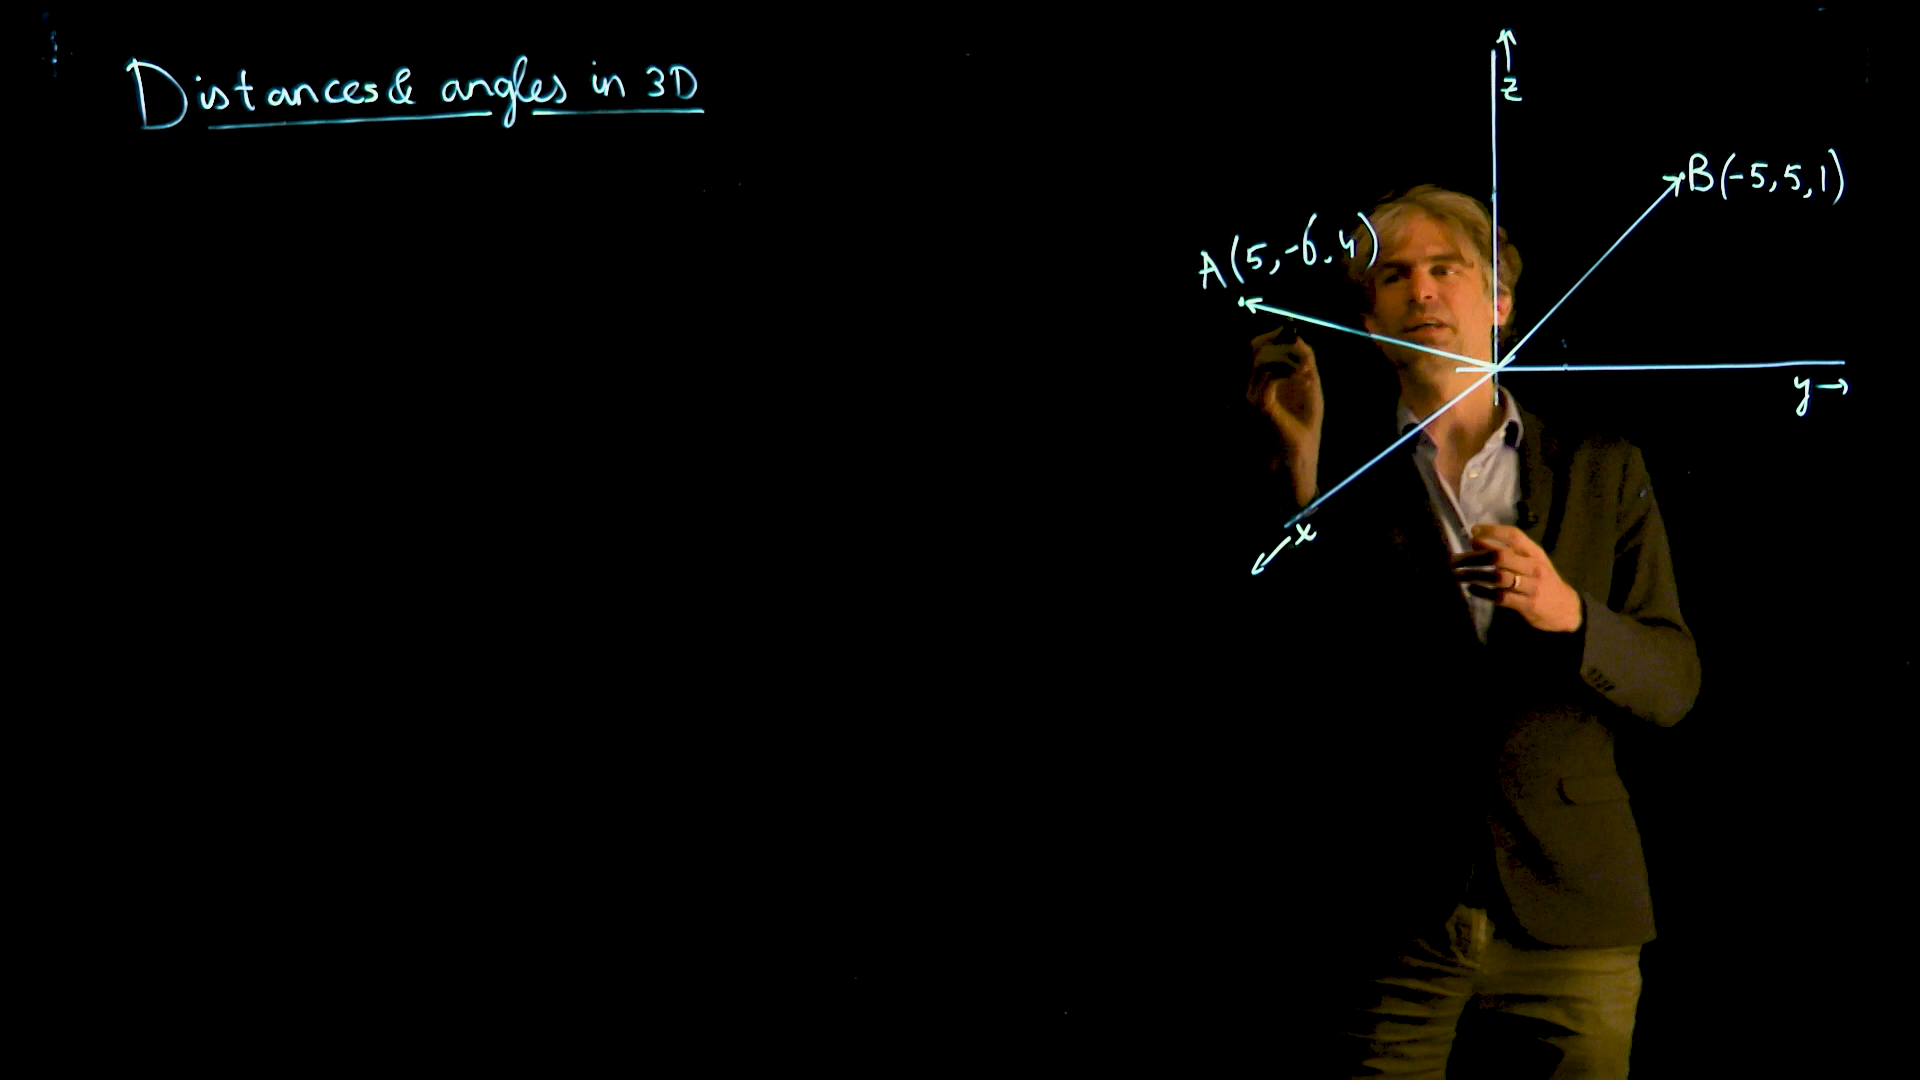 Distances & angles in 3D
z
B(-5,5,1)
A(5,-6,4)
y→
x